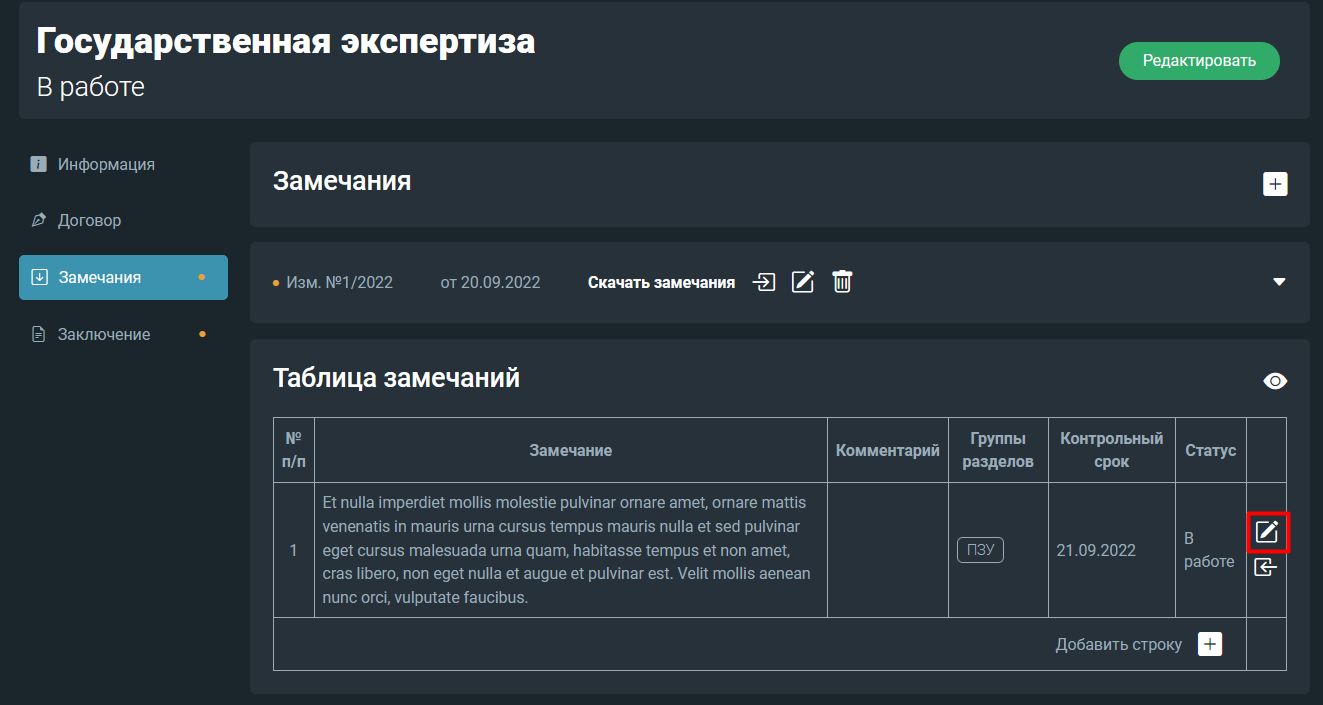 Государственная экспертиза
В работе
Редактировать
Информация
Договор
Замечания
Заключение
Замечания
Изм. №1/2022 от 20.09.2022 Скачать замечания
Таблица замечаний
№ п/п Замечание Комментарий Группы разделов Контрольный срок Статус
1
Et nulla imperdiet mollis molestie pulvinar ornare amet, ornare mattis
venenatis in mauris urna cursus tempus mauris nulla et sed pulvinar
eget cursus malesuada urna quam, habitasse tempus et non amet,
cras libero, non eget nulla et augue et pulvinar est. Velit mollis aenean
nunc orci, vulputate faucibus.
ПЗУ
21.09.2022
В
работе
Добавить строку